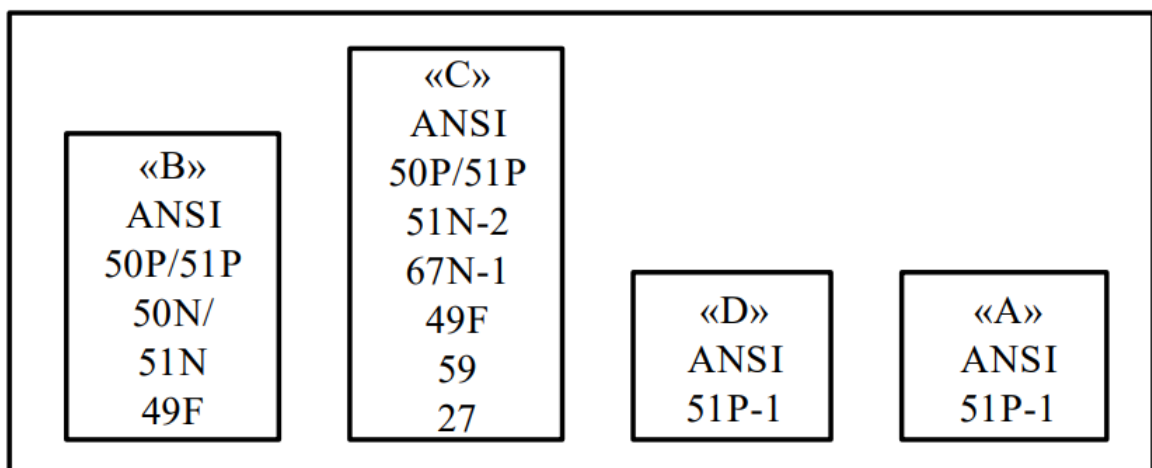 «B»
ANSI
50P/51P
50N/
51N
49F
«C»
ANSI
50P/51P
51N-2
67N-1
49F
59
27
«D»
ANSI
51P-1
«A»
ANSI
51P-1